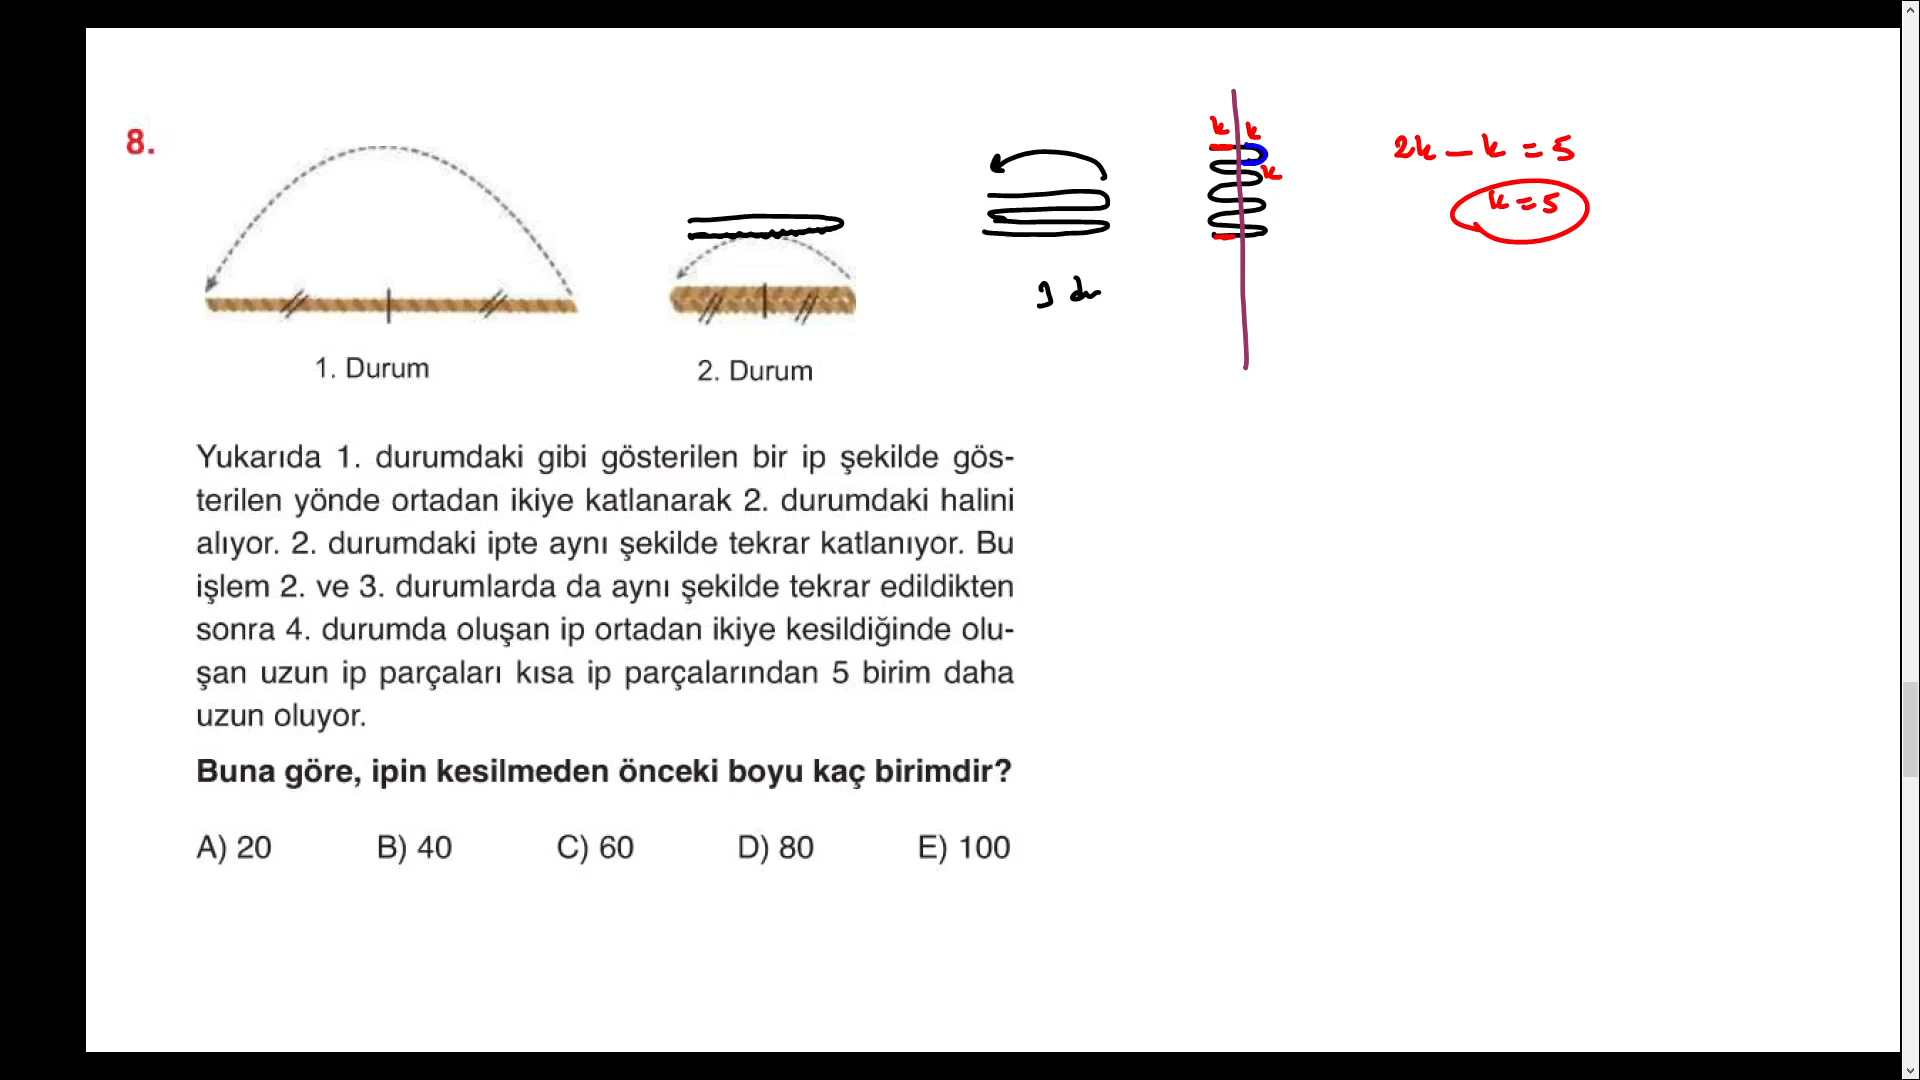 8.
k k
k
2k - k = 5
k = 5
1. Durum
2. Durum
Yukarıda 1. durumdaki gibi gösterilen bir ip şekilde gös-
terilen yönde ortadan ikiye katlanarak 2. durumdaki halini
alıyor. 2. durumdaki ipte aynı şekilde tekrar katlanıyor. Bu
işlem 2. ve 3. durumlarda da aynı şekilde tekrar edildikten
sonra 4. durumda oluşan ip ortadan ikiye kesildiğinde olu-
şan uzun ip parçaları kısa ip parçalarından 5 birim daha
uzun oluyor.
Buna göre, ipin kesilmeden önceki boyu kaç birimdir?
A) 20 B) 40 C) 60 D) 80 E) 100